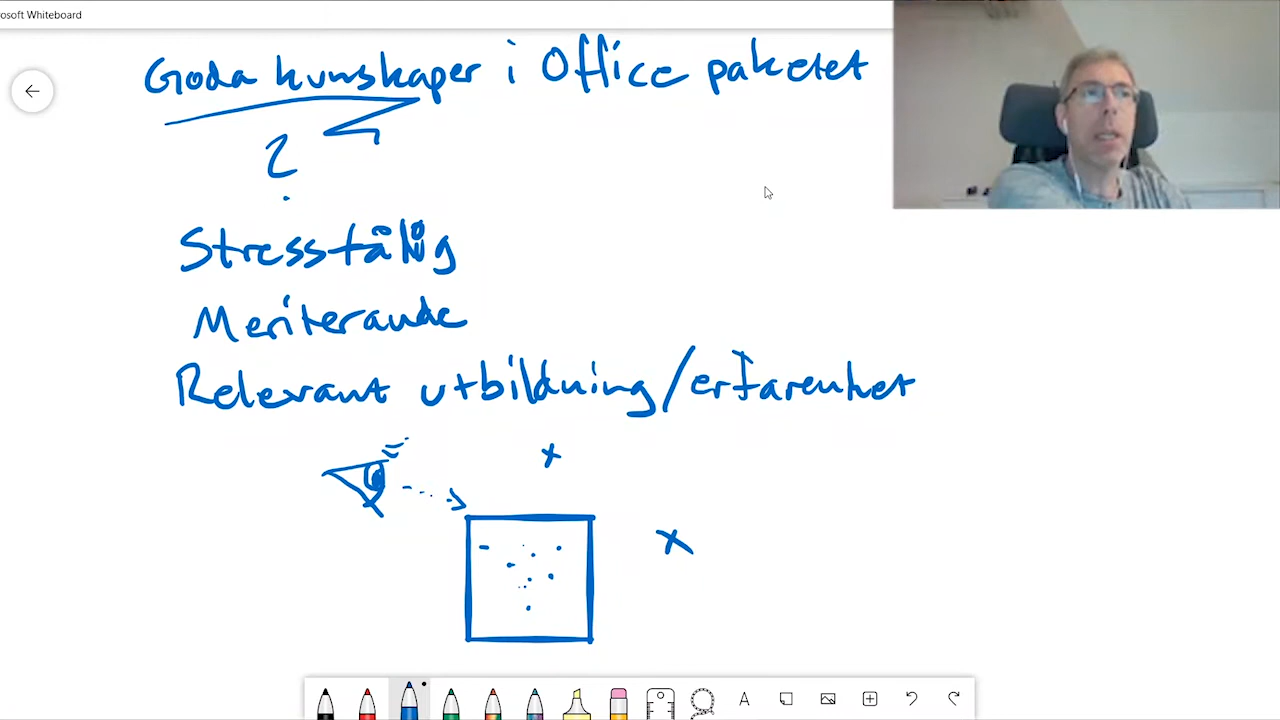 osoft Whiteboard
Goda kunskaper i Office paketet
?
Stresstålig
Meriterande
Relevant utbildning/erfarenhet
x
x
A